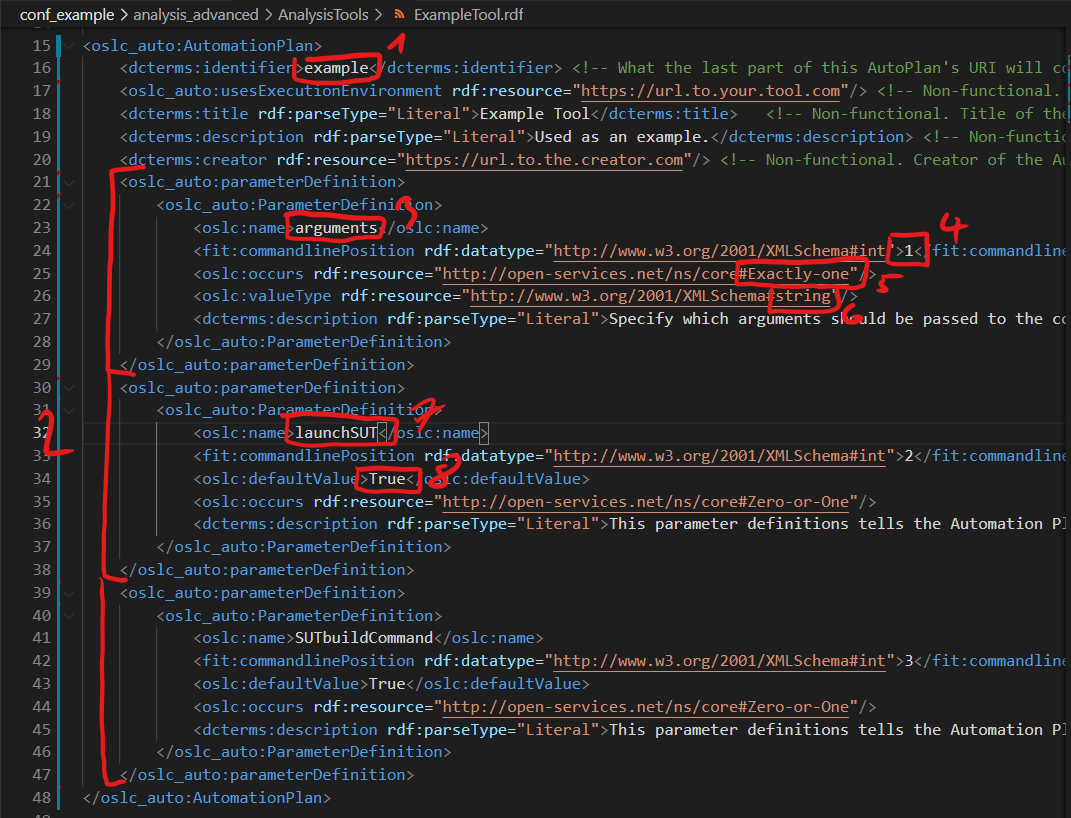 conf_example > analysis_advanced > AnalysisTools > ExampleTool.rdf
1
15 <oslc_auto:AutomationPlan>
16 <dcterms:identifier>example</dcterms:identifier> <!-- What the last part of this AutoPlan's URI will
17 <oslc_auto:usesExecutionEnvironment rdf:resource="https://url.to.your.tool.com"/> <!-- Non-functional.
18 <dcterms:title rdf:parseType="Literal">Example Tool</dcterms:title> <!-- Non-functional. Title of the
19 <dcterms:description rdf:parseType="Literal">Used as an example.</dcterms:description> <!-- Non-functio
20 <dcterms:creator rdf:resource="https://url.to.the.creator.com"/> <!-- Non-functional. Creator of the Au
21 <oslc_auto:parameterDefinition>
22 <oslc_auto:ParameterDefinition>
3
23 <oslc:name>arguments</oslc:name>
4
24 <fit:commandlinePosition rdf:datatype="http://www.w3.org/2001/XMLSchema#int">1</fit:commandline
25 <oslc:occurs rdf:resource="http://open-services.net/ns/core#Exactly-one"/>
5
26 <oslc:valueType rdf:resource="http://www.w3.org/2001/XMLSchema#string"/>
6
27 <dcterms:description rdf:parseType="Literal">Specify which arguments should be passed to the co
28 </oslc_auto:ParameterDefinition>
29 </oslc_auto:parameterDefinition>
30 <oslc_auto:parameterDefinition>
31 <oslc_auto:ParameterDefinition>
7
2
32 <oslc:name>launchSUT</oslc:name>
33 <fit:commandlinePosition rdf:datatype="http://www.w3.org/2001/XMLSchema#int">2</fit:commandline
8
34 <oslc:defaultValue>True</oslc:defaultValue>
35 <oslc:occurs rdf:resource="http://open-services.net/ns/core#Zero-or-One"/>
36 <dcterms:description rdf:parseType="Literal">This parameter definitions tells the Automation Pl
37 </oslc_auto:ParameterDefinition>
38 </oslc_auto:parameterDefinition>
39 <oslc_auto:parameterDefinition>
40 <oslc_auto:ParameterDefinition>
41 <oslc:name>SUTbuildCommand</oslc:name>
42 <fit:commandlinePosition rdf:datatype="http://www.w3.org/2001/XMLSchema#int">3</fit:commandline
43 <oslc:defaultValue>True</oslc:defaultValue>
44 <oslc:occurs rdf:resource="http://open-services.net/ns/core#Zero-or-One"/>
45 <dcterms:description rdf:parseType="Literal">This parameter definitions tells the Automation Pl
46 </oslc_auto:ParameterDefinition>
47 </oslc_auto:parameterDefinition>
48 </oslc_auto:AutomationPlan>